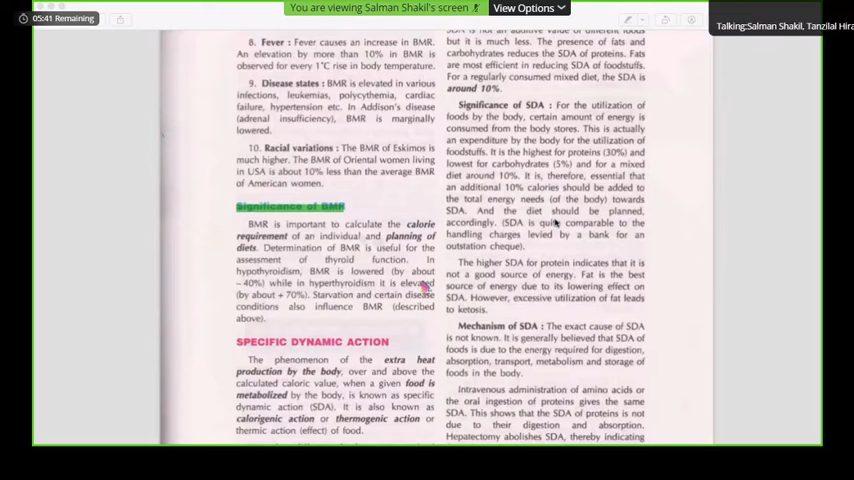 You are viewing Salman Shakil's screen
View Options
05:41 Recording
Talking:Salman Shakil, Tanzilal Hira
8. Fever : Fever causes an increase in BMR.
An elevation by more than 10% in BMR is
observed for every 1°C rise in body temperature.
9. Disease states : BMR is elevated in various
infections, leukemias, polycythemia, cardiac
failure, hypertension etc. In Addison's disease
(adrenal insufficiency), BMR is marginally
lowered.
10. Racial variations : The BMR of Eskimos is
much higher. The BMR of Oriental women living
in USA is about 10% less than the average BMR
of American women.
Significance of BMR
BMR is important to calculate the calorie
requirement of an individual and planning of
diets. Determination of BMR is useful for the
assessment of thyroid function. In
hypothyroidism, BMR is lowered (by about
–40%) while in hyperthyroidism it is elevated
(by about +70%). Starvation and certain disease
conditions also influence BMR (described
above).
SPECIFIC DYNAMIC ACTION
The phenomenon of the extra heat
production by the body, over and above the
calculated caloric value, when a given food is
metabolized by the body, is known as specific
dynamic action (SDA). It is also known as
calorigenic action or thermogenic action or
thermic (effect) of food.
SDA is not an additive value of different foods
but it is much less. The presence of fats and
carbohydrates reduces the SDA of proteins. Fats
are most efficient in reducing SDA of foodstuffs.
For a regularly consumed mixed diet, the SDA is
around 10%.
Significance of SDA : For the utilization of
foods by the body, certain amount of energy is
consumed from the body stores. This is actually
an expenditure by the body for the utilization of
foodstuffs. It is the highest for proteins (30%) and
lowest for carbohydrates (5%) and for a mixed
diet around 10%. It is, therefore, essential that
an additional 10% calories should be added to
the total energy needs (of the body) towards
SDA. And the diet should be planned,
accordingly. (SDA is quite comparable to the
handling charges levied by a bank for an
outstation cheque).
The higher SDA for protein indicates that it is
not a good source of energy. Fat is the best
source of energy due to its lowering effect on
SDA. However, excessive utilization of fat leads
to ketosis.
Mechanism of SDA : The exact cause of SDA
is not known. It is generally believed that SDA of
foods is due to the energy required for digestion,
absorption, transport, metabolism and storage of
foods in the body.
Intravenous administration of amino acids or
the oral ingestion of proteins gives the same
SDA. This shows that the SDA of proteins is not
due to their digestion and absorption.
Hepatectomy abolishes SDA, thereby indicating